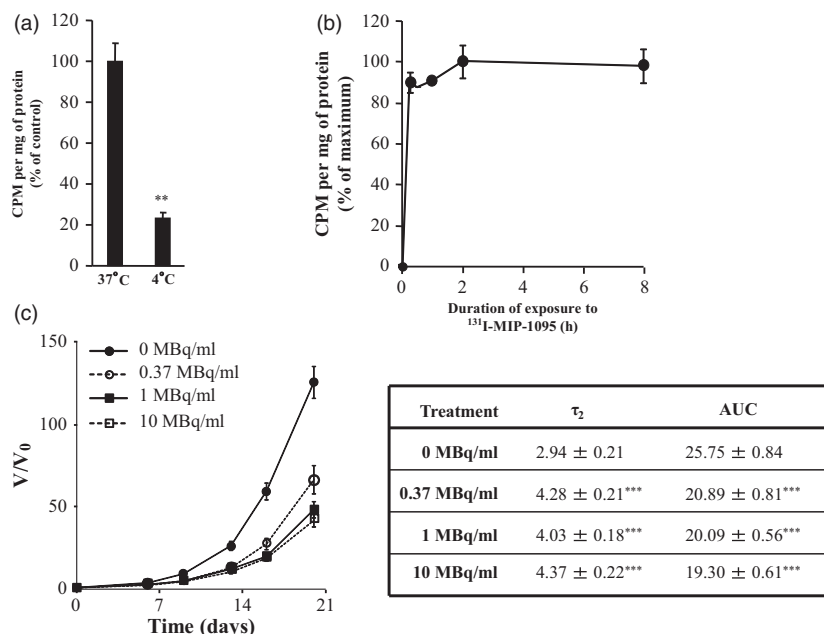 (a)
120
100
80
60
40
20
0
CPM per mg of protein
(% of control)
**
37°C
4°C
(b)
120
100
80
60
40
20
0
CPM per mg of protein
(% of maximum)
0
2
4
6
8
Duration of exposure to
¹³¹I-MIP-1095 (h)
(c)
150
100
50
0
V/V₀
0 MBq/ml
0.37 MBq/ml
1 MBq/ml
10 MBq/ml
0
7
14
21
Time (days)
Treatment τ₂ AUC
0 MBq/ml 2.94 ± 0.21 25.75 ± 0.84
0.37 MBq/ml 4.28 ± 0.21*** 20.89 ± 0.81***
1 MBq/ml 4.03 ± 0.18*** 20.09 ± 0.56***
10 MBq/ml 4.37 ± 0.22*** 19.30 ± 0.61***